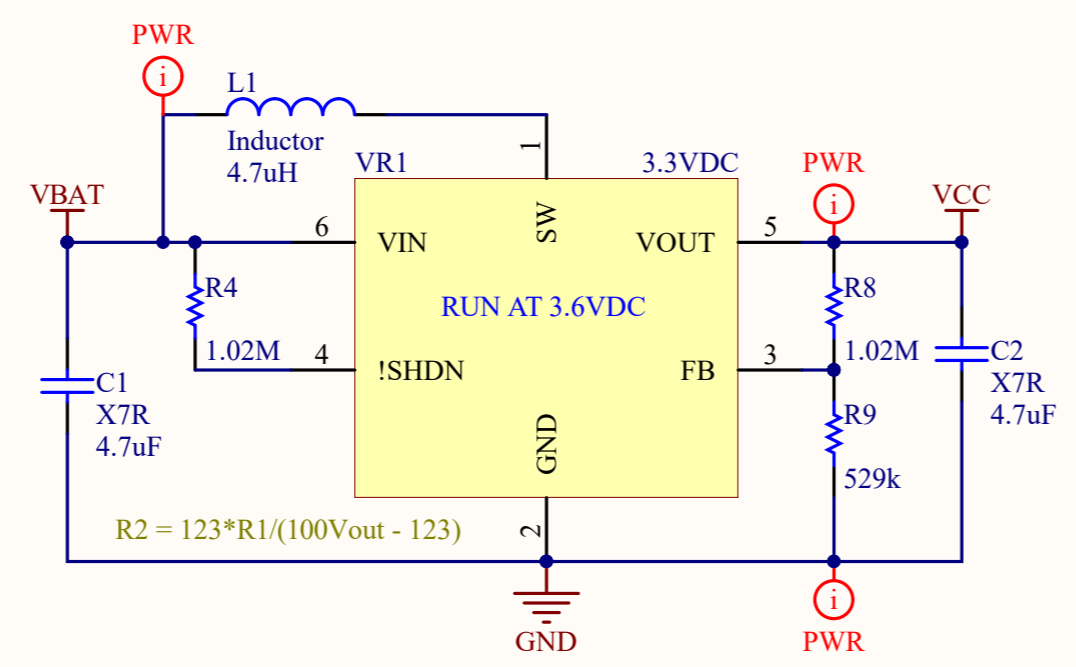 PWR
i
L1
Inductor
4.7uH
1
VR1
3.3VDC
PWR
i
VBAT
VCC
6
VIN
SW
VOUT
5
R4
RUN AT 3.6VDC
R8
1.02M
4
!SHDN
FB
3
1.02M
C2
X7R
4.7uF
C1
X7R
4.7uF
R9
529k
GND
2
R2 = 123*R1/(100Vout - 123)
i
PWR
GND